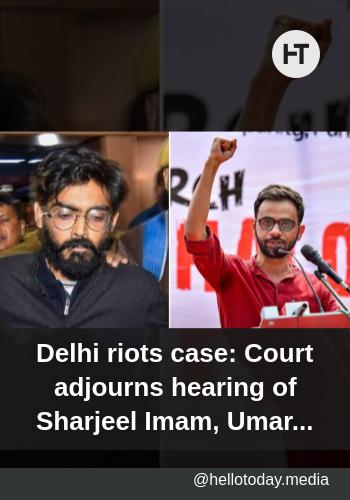 HT
Delhi riots case: Court
adjourns hearing of
Sharjeel Imam, Umar...
@hellotoday.media